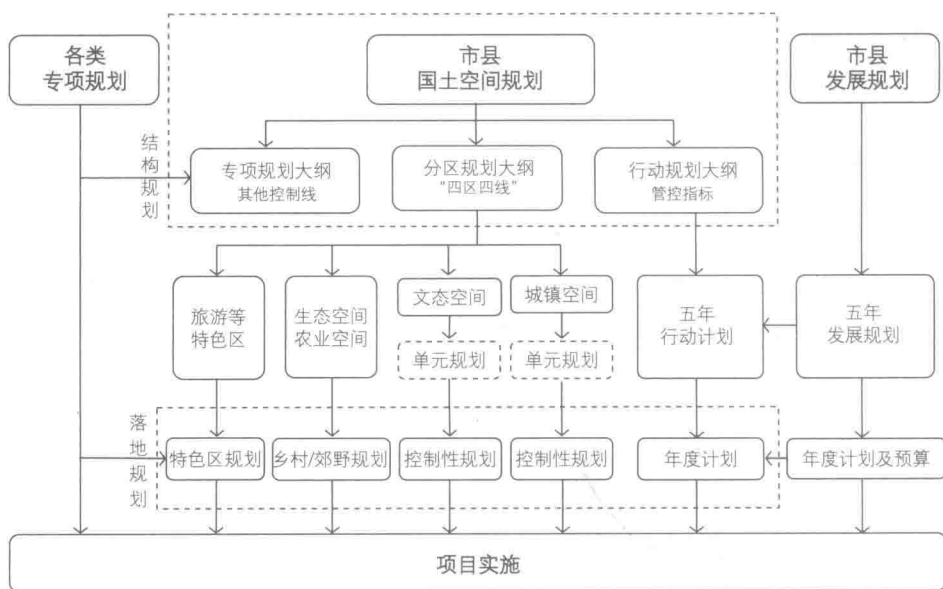 各类
专项规划
市县
国土空间规划
市县
发展规划
结构规划
专项规划大纲
其他控制线
分区规划大纲
"四区四线"
行动规划大纲
管控指标
旅游等
特色区
生态空间
农业空间
文态空间
城镇空间
单元规划
单元规划
五年
行动计划
五年
发展规划
落地规划
特色区规划
乡村/郊野规划
控制性规划
控制性规划
年度计划
年度计划及预算
项目实施